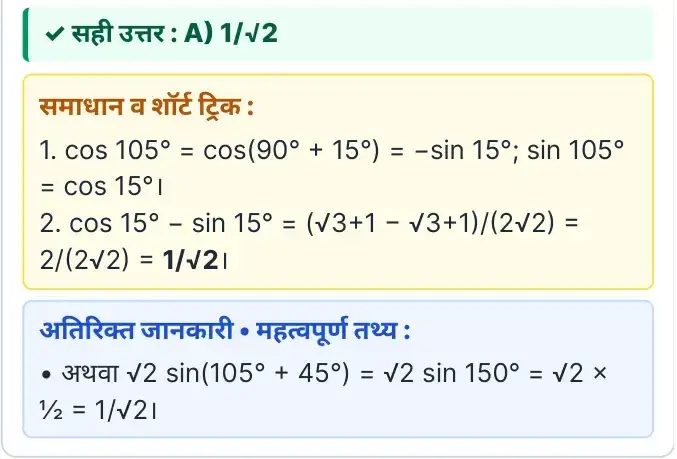 ✓ सही उत्तर : A) 1/√2
समाधान व शॉर्ट ट्रिक :
1. cos 105° = cos(90° + 15°) = −sin 15°; sin 105°
= cos 15°।
2. cos 15° − sin 15° = (√3+1 − √3+1)/(2√2) =
2/(2√2) = 1/√2।
अतिरिक्त जानकारी • महत्वपूर्ण तथ्य :
• अथवा √2 sin(105° + 45°) = √2 sin 150° = √2 ×
½ = 1/√2।